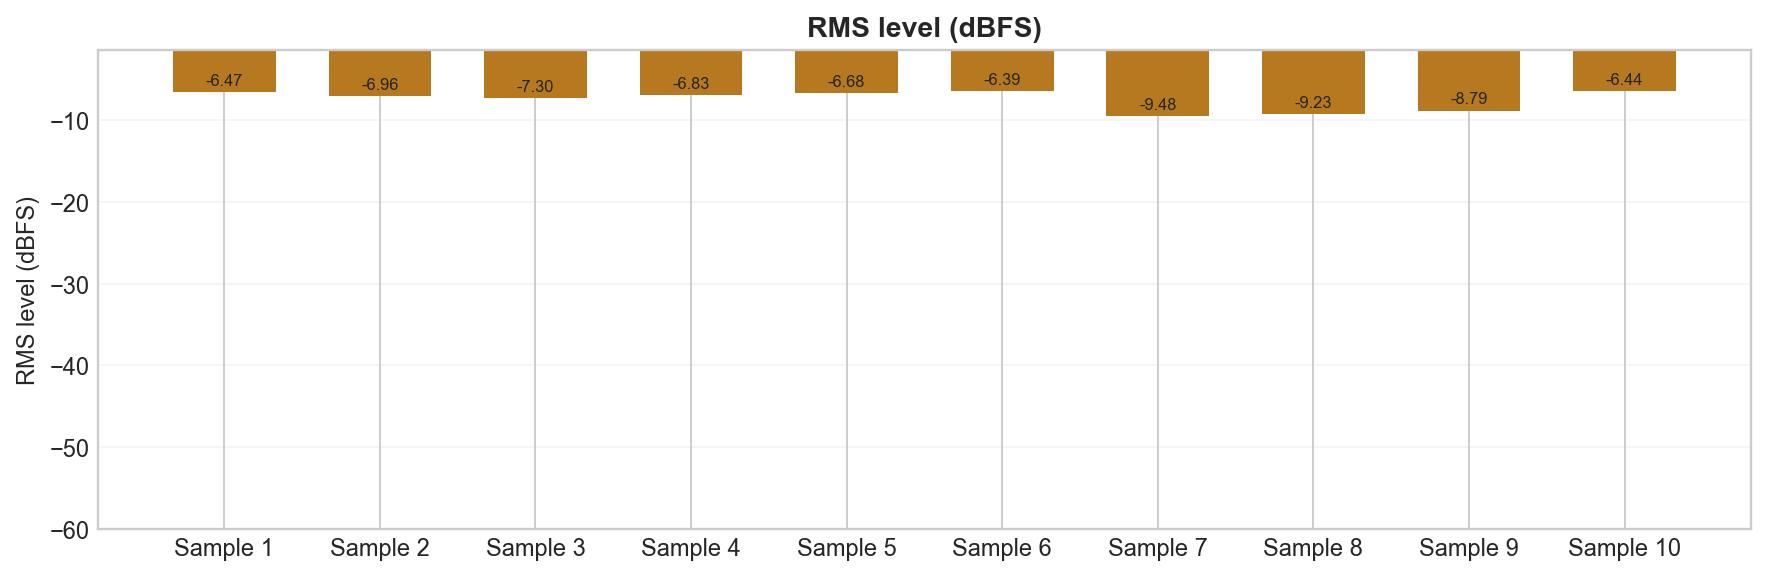 RMS level (dBFS)
RMS level (dBFS)
-6.47 -6.96 -7.30 -6.83 -6.68 -6.39 -9.48 -9.23 -8.79 -6.44
−10
−20
−30
−40
−50
−60
Sample 1 Sample 2 Sample 3 Sample 4 Sample 5 Sample 6 Sample 7 Sample 8 Sample 9 Sample 10